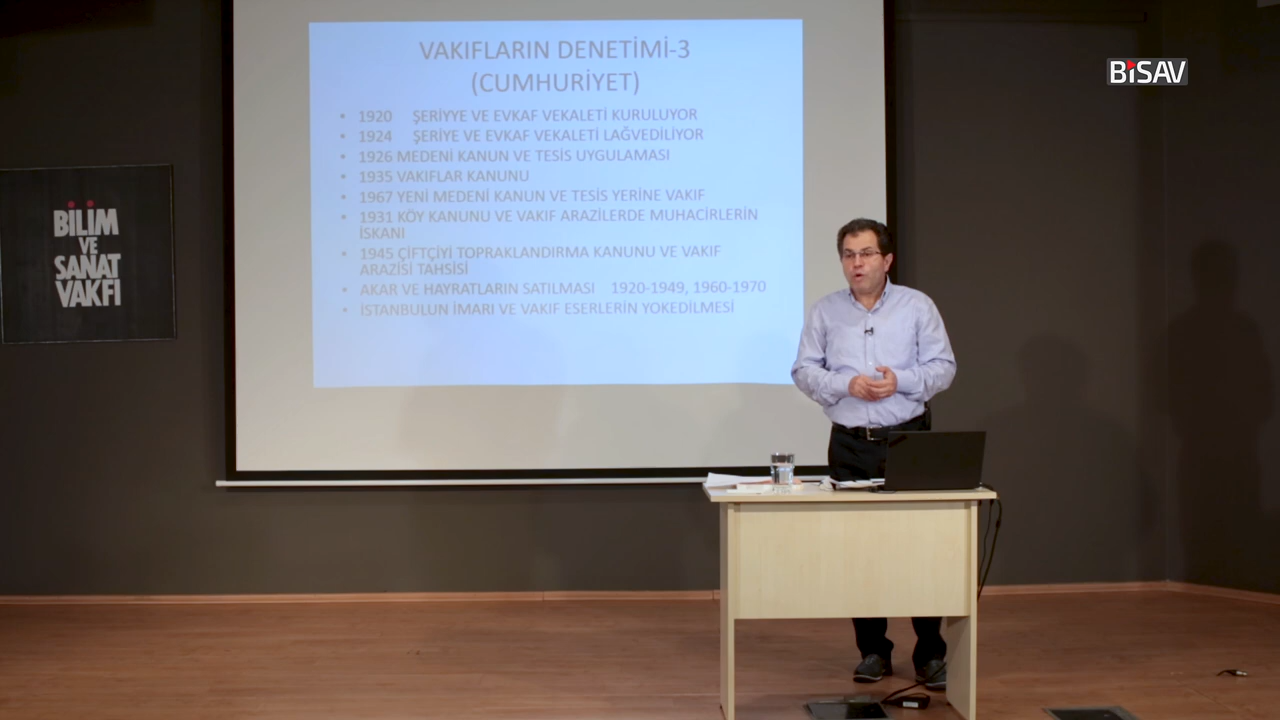 VAKIFLARIN DENETİMİ-3
(CUMHURİYET)
• 1920 ŞERİYYE VE EVKAF VEKALETİ KURULUYOR
• 1924 ŞERİYE VE EVKAF VEKALETİ LAĞVEDİLİYOR
• 1926 MEDENİ KANUN VE TESİS UYGULAMASI
• 1935 VAKIFLAR KANUNU
• 1967 YENİ MEDENİ KANUN VE TESİS YERİNE VAKIF
• 1931 KÖY KANUNU VE VAKIF ARAZİLERDE MUHACİRLERİN
İSKANI
• 1945 ÇİFTÇİYİ TOPRAKLANDIRMA KANUNU VE VAKIF
ARAZİSİ TAHSİSİ
• AKAR VE HAYRATLARIN SATILMASI 1920-1949, 1960-1970
• İSTANBULUN İMARI VE VAKIF ESERLERİN YOKEDİLMESİ
BİSAV
BİLİM
VE
SANAT
VAKFI